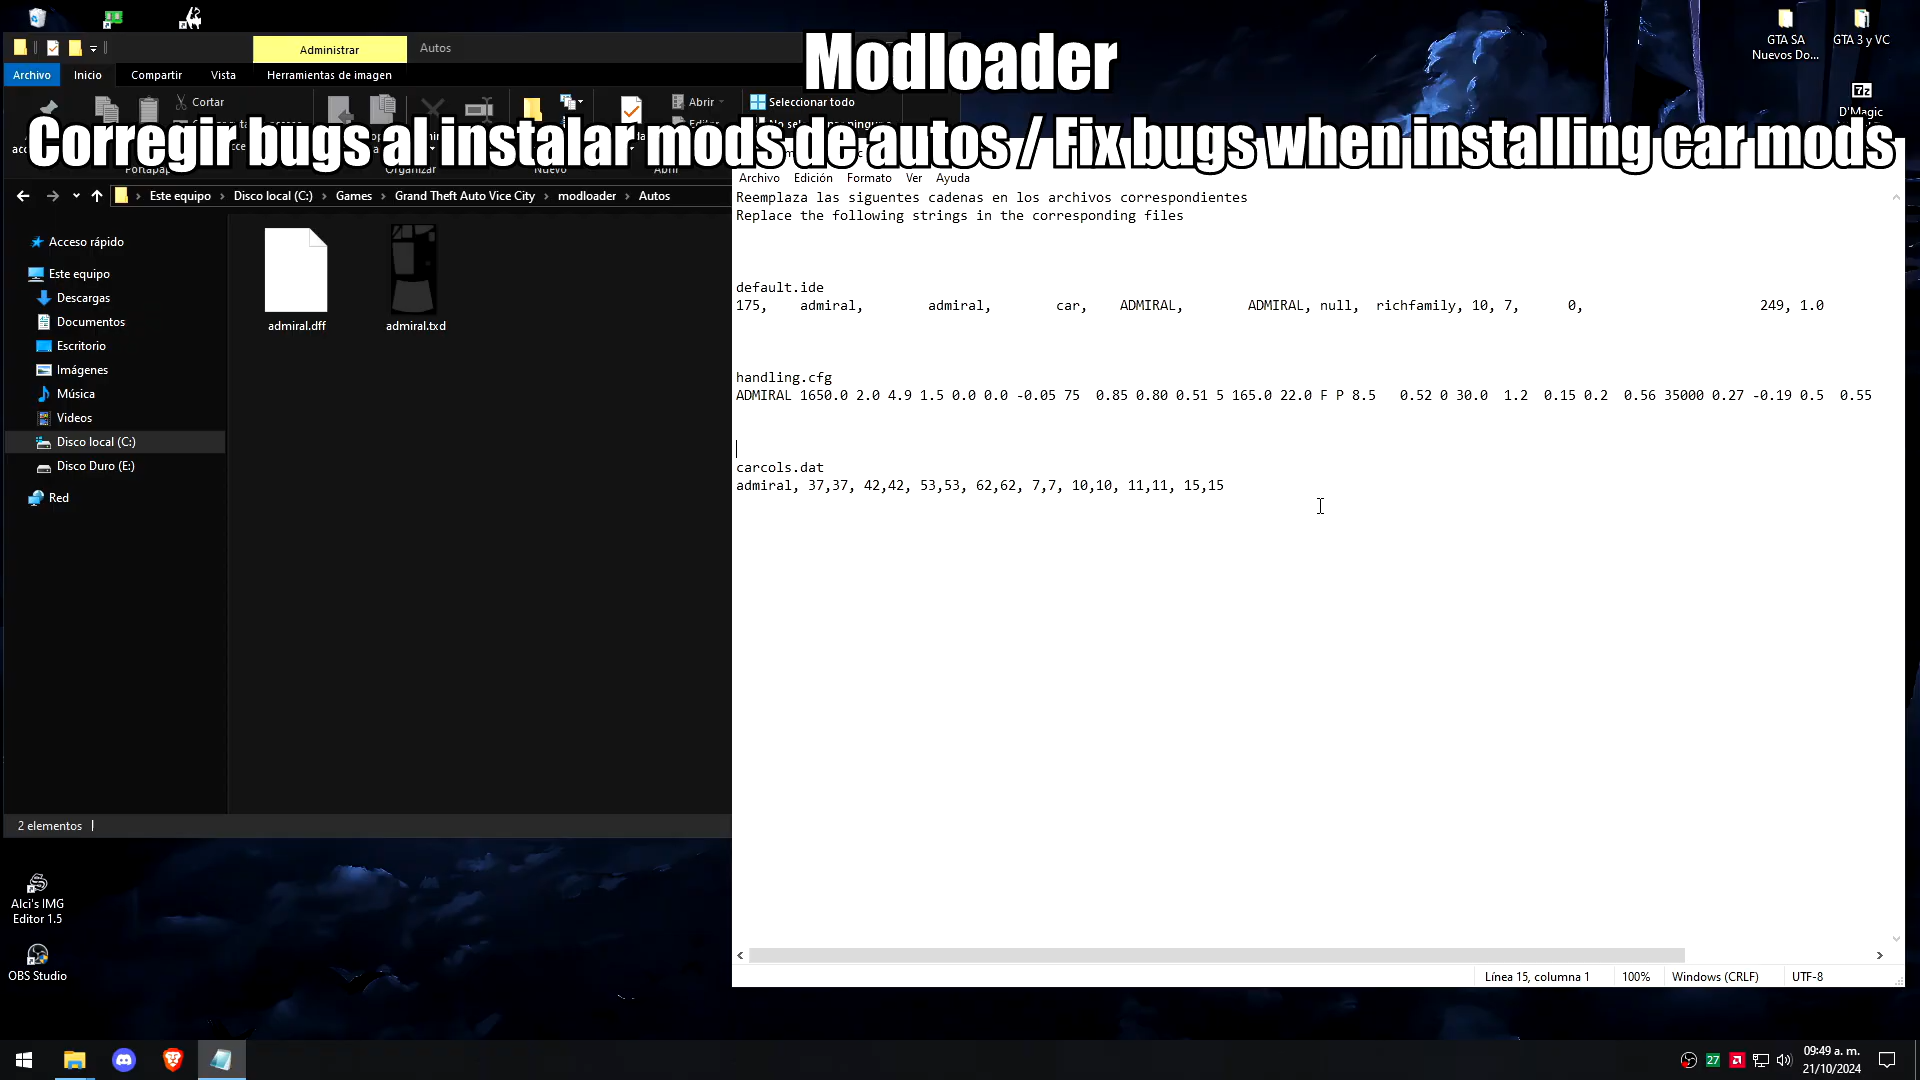 Modloader
Corregir bugs al instalar mods de autos / Fix bugs when installing car mods
Administrar
Autos
Archivo
Inicio
Compartir
Vista
Herramientas de imagen
Cortar
Abrir
Seleccionar todo
Este equipo
Disco local (C:)
Games
Grand Theft Auto Vice City
modloader
Autos
Acceso rápido
Este equipo
Descargas
Documentos
Escritorio
Imágenes
Música
Videos
Disco local (C:)
Disco Duro (E:)
Red
admiral.dff
admiral.txd
2 elementos
Archivo Edición Formato Ver Ayuda
Reemplaza las siguentes cadenas en los archivos correspondientes
Replace the following strings in the corresponding files
default.ide
175, admiral, admiral, car, ADMIRAL, ADMIRAL, null, richfamily, 10, 7, 0, 249, 1.0
handling.cfg
ADMIRAL 1650.0 2.0 4.9 1.5 0.0 0.0 -0.05 75 0.85 0.80 0.51 5 165.0 22.0 F P 8.5 0.52 0 30.0 1.2 0.15 0.2 0.56 35000 0.27 -0.19 0.5 0.55
carcols.dat
admiral, 37,37, 42,42, 53,53, 62,62, 7,7, 10,10, 11,11, 15,15
Línea 15, columna 1
100%
Windows (CRLF)
UTF-8
GTA SA
Nuevos Do...
GTA 3 y VC
7z
D'Magic
Alci's IMG
Editor 1.5
OBS Studio
27
09:49 a. m.
21/10/2024